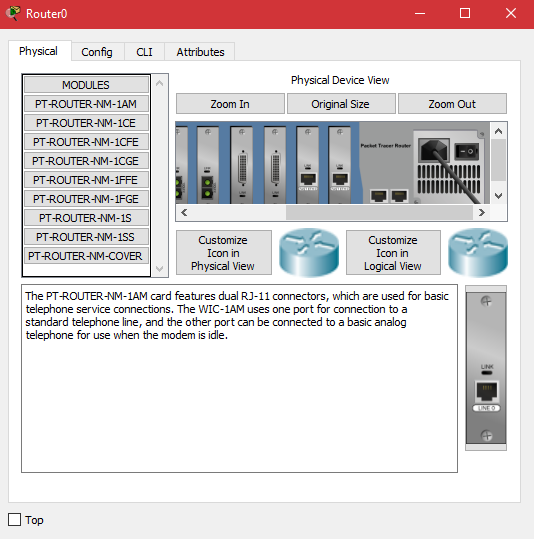 Router0
Physical
Config
CLI
Attributes
MODULES
PT-ROUTER-NM-1AM
PT-ROUTER-NM-1CE
PT-ROUTER-NM-1CFE
PT-ROUTER-NM-1CGE
PT-ROUTER-NM-1FFE
PT-ROUTER-NM-1FGE
PT-ROUTER-NM-1S
PT-ROUTER-NM-1SS
PT-ROUTER-NM-COVER
Physical Device View
Zoom In
Original Size
Zoom Out
Packet Tracer Router
Customize
Icon in
Physical View
Customize
Icon in
Logical View
The PT-ROUTER-NM-1AM card features dual RJ-11 connectors, which are used for basic
telephone service connections. The WIC-1AM uses one port for connection to a
standard telephone line, and the other port can be connected to a basic analog
telephone for use when the modem is idle.
LINK
LINE 0
Top